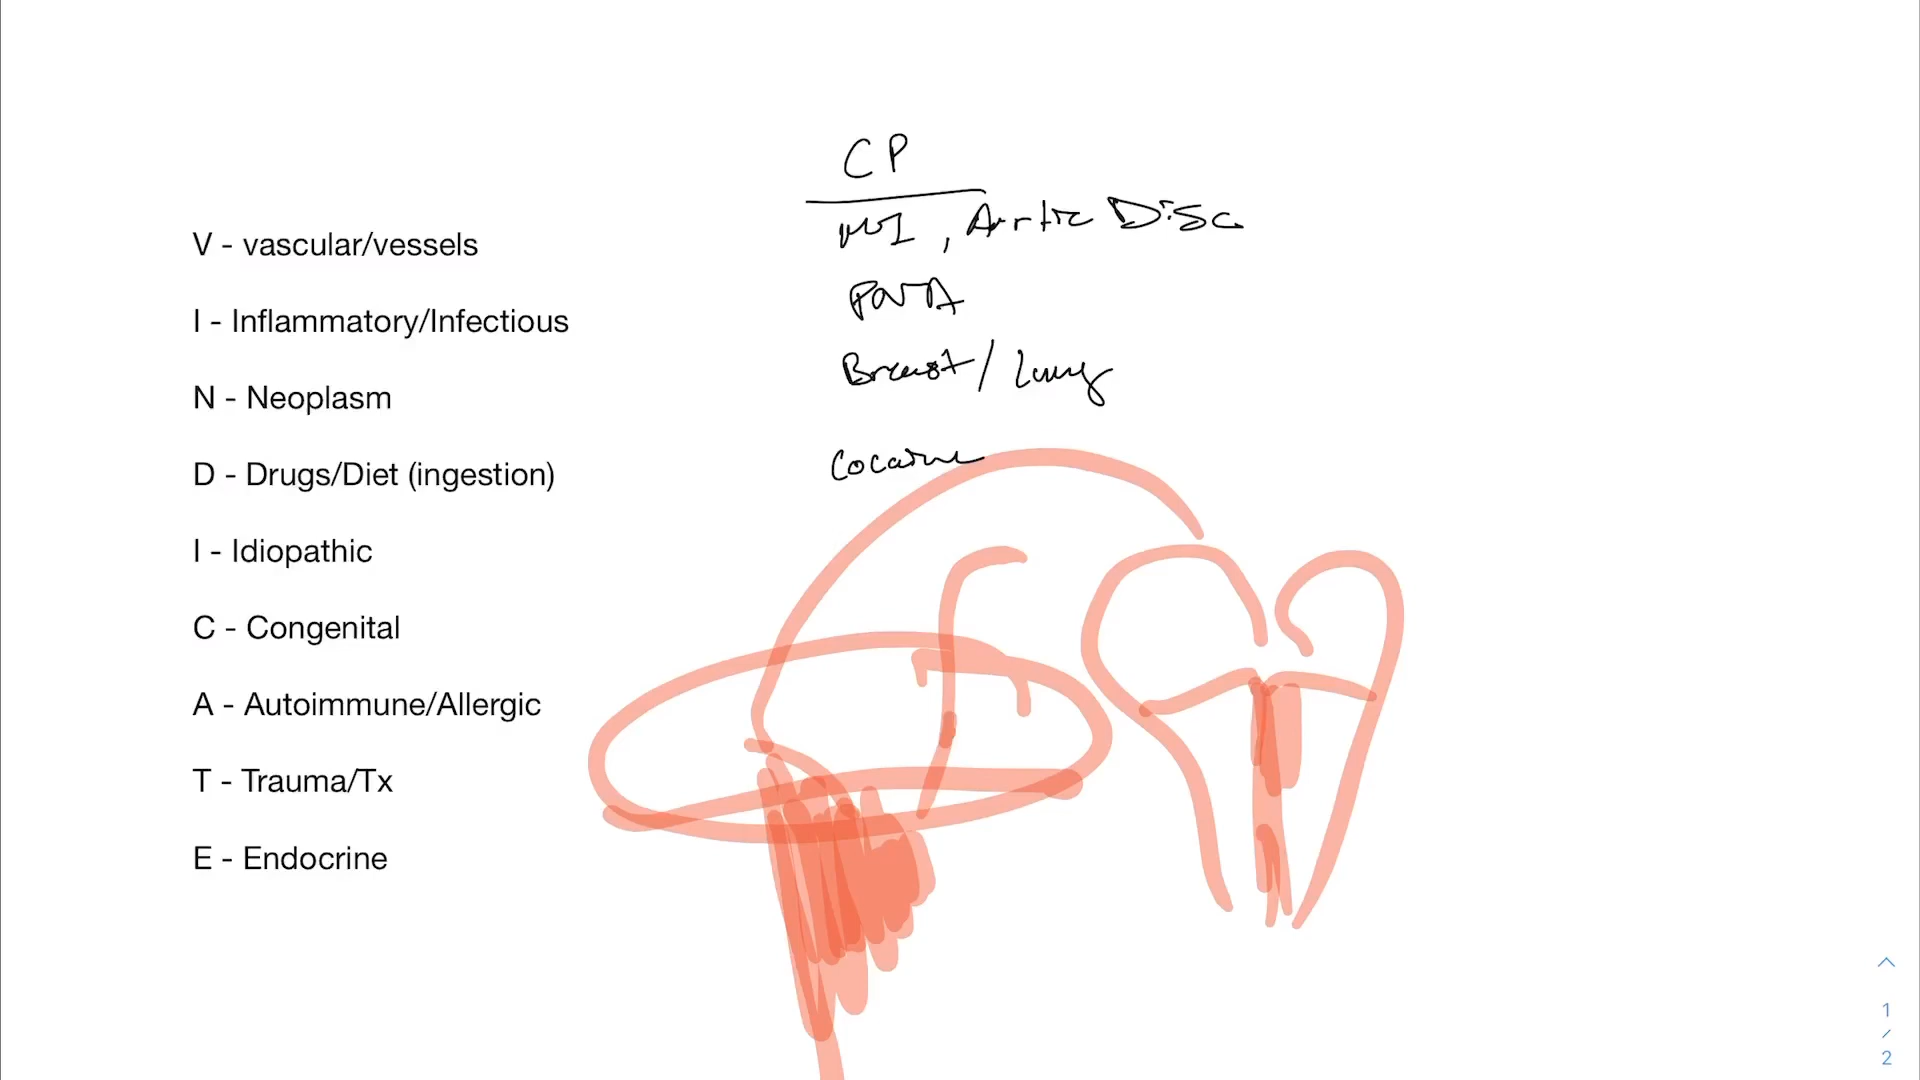 CP
MI, Aortic Disc
V - vascular/vessels
PNA
I - Inflammatory/Infectious
Breast/Lung
N - Neoplasm
Cocaine
D - Drugs/Diet (ingestion)
I - Idiopathic
C - Congenital
A - Autoimmune/Allergic
T - Trauma/Tx
E - Endocrine
1
/
2